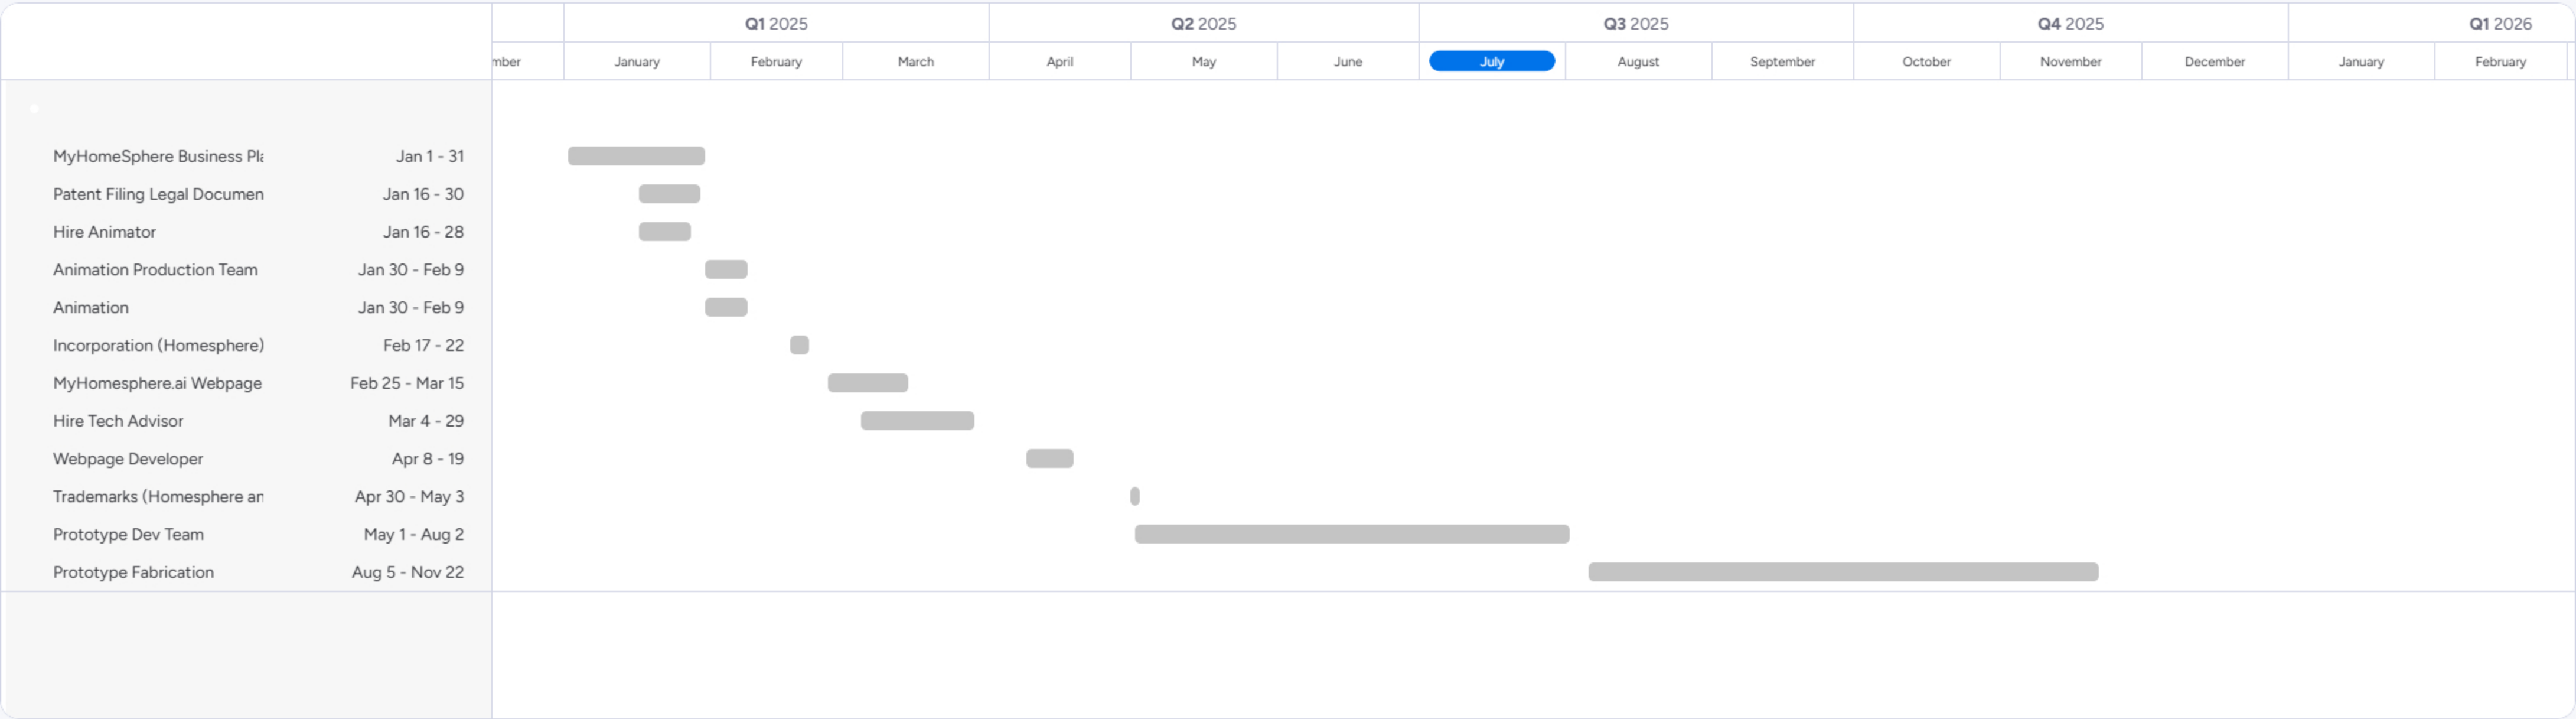 Q1 2025 Q2 2025 Q3 2025 Q4 2025 Q1 2026
mber January February March April May June July August September October November December January February
MyHomeSphere Business Pla Jan 1 - 31
Patent Filing Legal Documen Jan 16 - 30
Hire Animator Jan 16 - 28
Animation Production Team Jan 30 - Feb 9
Animation Jan 30 - Feb 9
Incorporation (Homesphere) Feb 17 - 22
MyHomesphere.ai Webpage Feb 25 - Mar 15
Hire Tech Advisor Mar 4 - 29
Webpage Developer Apr 8 - 19
Trademarks (Homesphere an Apr 30 - May 3
Prototype Dev Team May 1 - Aug 2
Prototype Fabrication Aug 5 - Nov 22